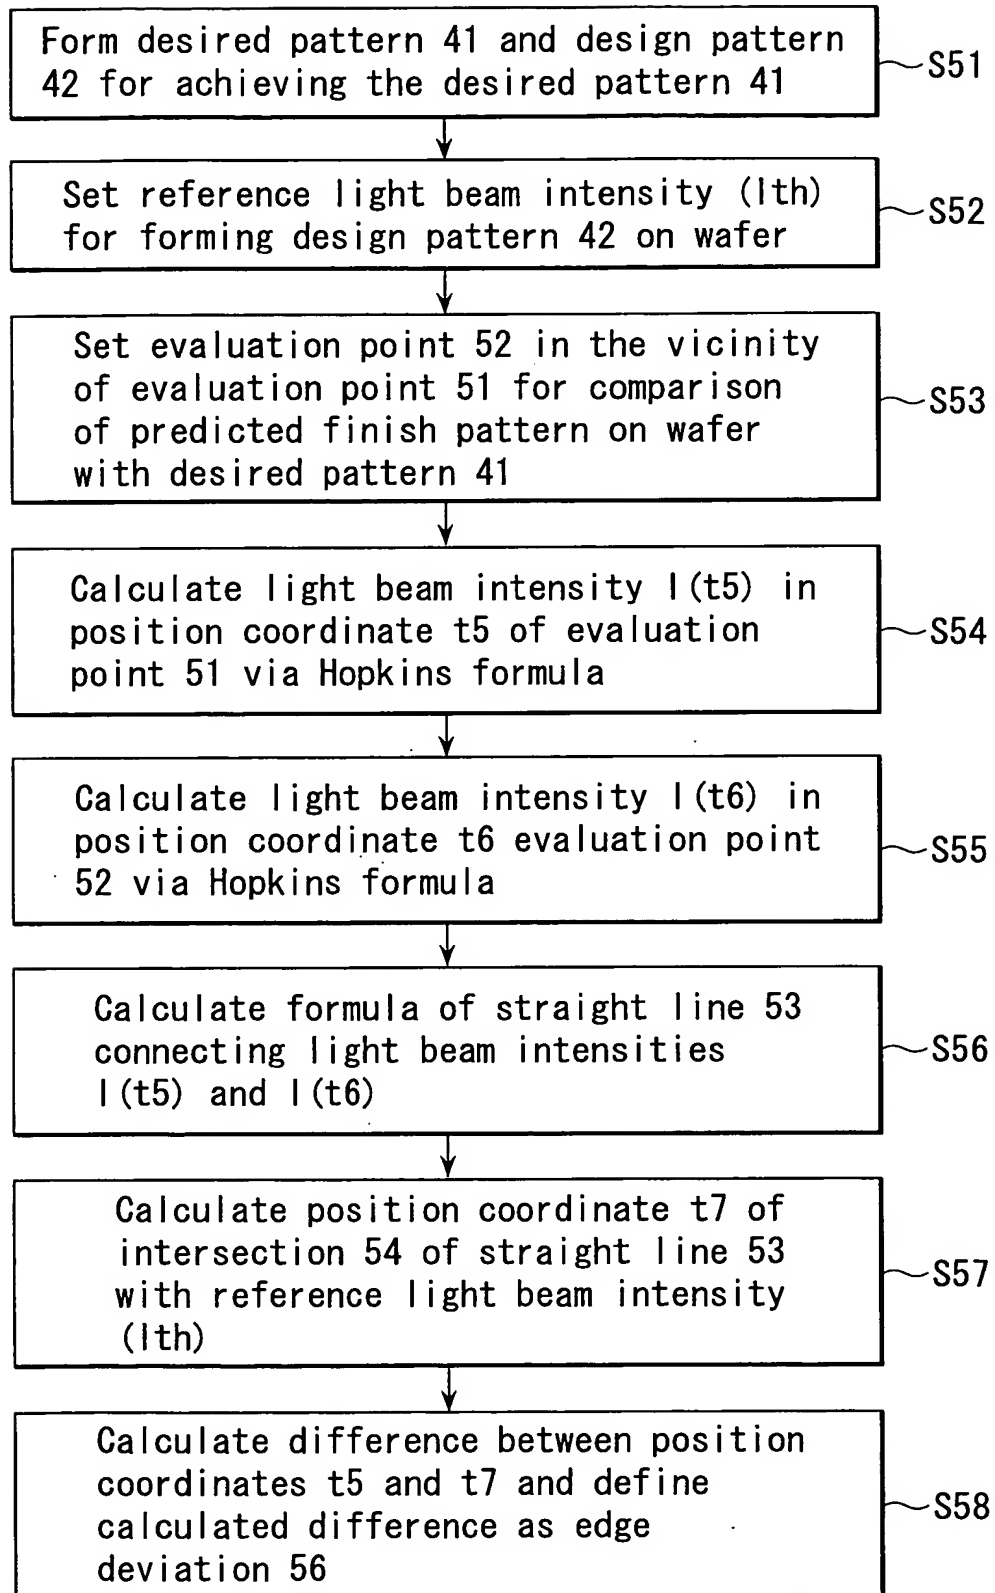 Form desired pattern 41 and design pattern
42 for achieving the desired pattern 41
S51
Set reference light beam intensity (Ith)
for forming design pattern 42 on wafer
S52
Set evaluation point 52 in the vicinity
of evaluation point 51 for comparison
of predicted finish pattern on wafer
with desired pattern 41
S53
Calculate light beam intensity I(t5) in
position coordinate t5 of evaluation
point 51 via Hopkins formula
S54
Calculate light beam intensity I(t6) in
position coordinate t6 evaluation point
52 via Hopkins formula
S55
Calculate formula of straight line 53
connecting light beam intensities
I(t5) and I(t6)
S56
Calculate position coordinate t7 of
intersection 54 of straight line 53
with reference light beam intensity
(Ith)
S57
Calculate difference between position
coordinates t5 and t7 and define
calculated difference as edge
deviation 56
S58